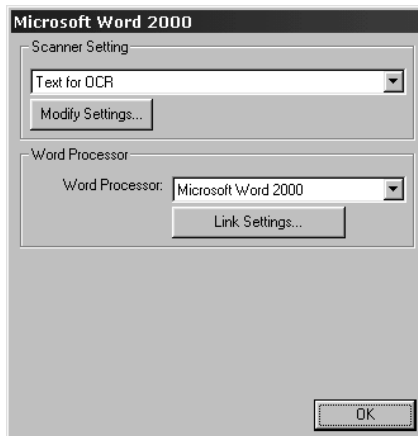 Microsoft Word 2000
Scanner Setting
Text for OCR
Modify Settings...
Word Processor
Word Processor: Microsoft Word 2000
Link Settings...
OK